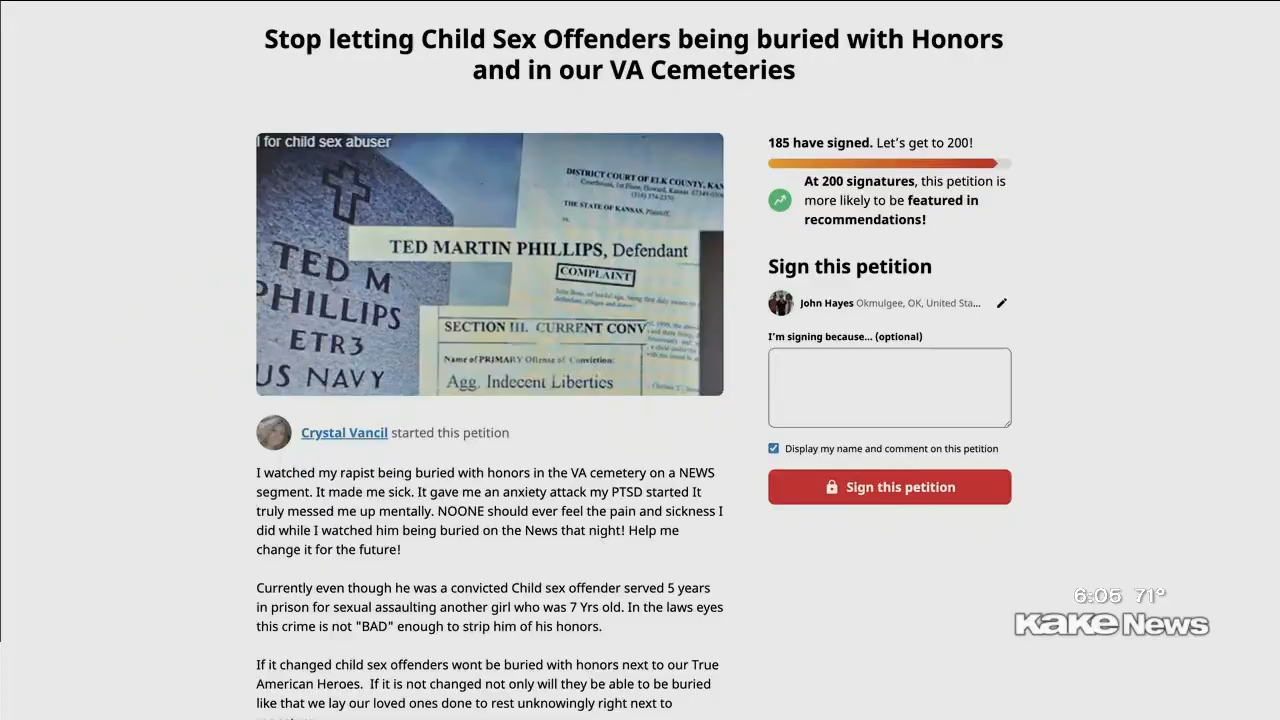 Stop letting Child Sex Offenders being buried with Honors
and in our VA Cemeteries
l for child sex abuser
DISTRICT COURT OF ELK COUNTY, KAN
THE STATE OF KANSAS, Plaintiff,
vs.
TED MARTIN PHILLIPS, Defendant
COMPLAINT
TED M
PHILLIPS
ETR3
US NAVY
SECTION III. CURRENT CONV
Name of PRIMARY Offense of Conviction:
Agg. Indecent Liberties
Crystal Vancil started this petition
I watched my rapist being buried with honors in the VA cemetery on a NEWS
segment. It made me sick. It gave me an anxiety attack my PTSD started It
truly messed me up mentally. NOONE should ever feel the pain and sickness I
did while I watched him being buried on the News that night! Help me
change it for the future!
Currently even though he was a convicted Child sex offender served 5 years
in prison for sexual assaulting another girl who was 7 Yrs old. In the laws eyes
this crime is not "BAD" enough to strip him of his honors.
If it changed child sex offenders wont be buried with honors next to our True
American Heroes. If it is not changed not only will they be able to be buried
like that we lay our loved ones done to rest unknowingly right next to
185 have signed. Let's get to 200!
At 200 signatures, this petition is
more likely to be featured in
recommendations!
Sign this petition
John Hayes Okmulgee, OK, United Sta...
I'm signing because... (optional)
Display my name and comment on this petition
Sign this petition
6:05 71°
KAKE News